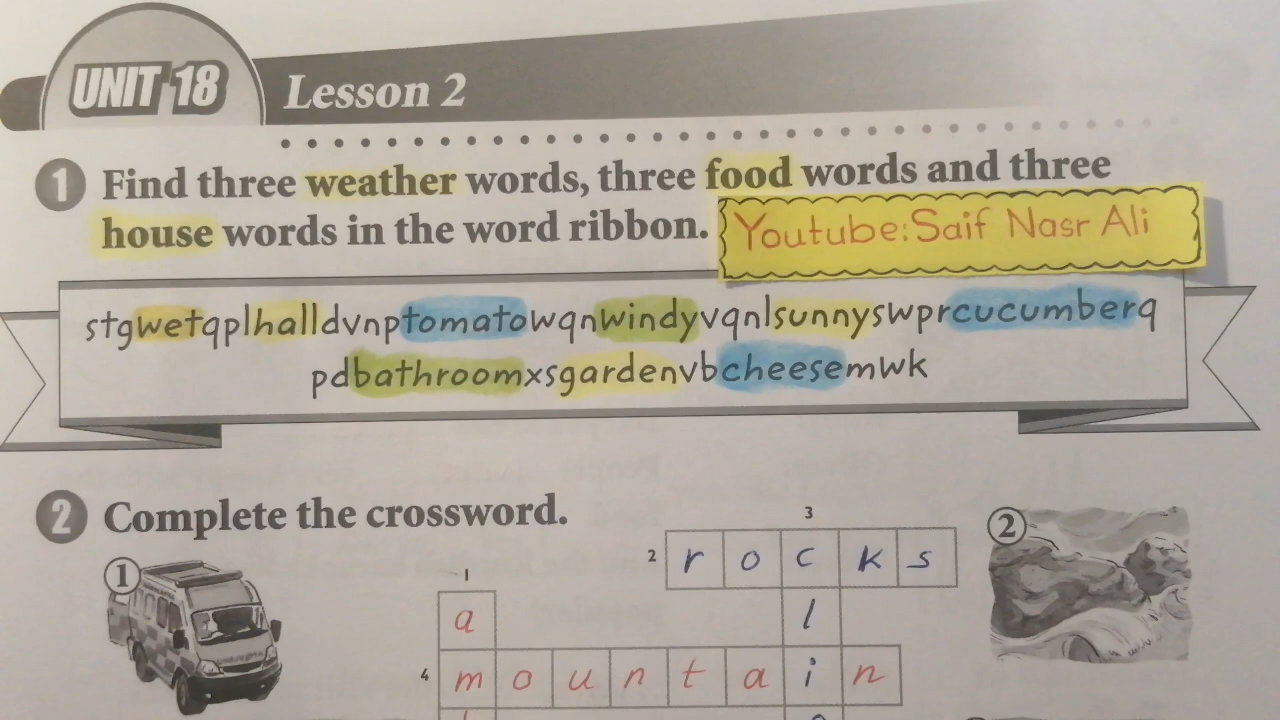 UNIT 18
Lesson 2
1 Find three weather words, three food words and three
house words in the word ribbon.
Youtube:Saif Nasr Ali
stgwetqplhalldvnptomatowqnwindyvqnlsunnyswprcucumberq
pdbathroomxsgardenvbcheesemwk
2 Complete the crossword.
3
2 r o c k s
2
1
1
a
l
4 m o u n t a i n